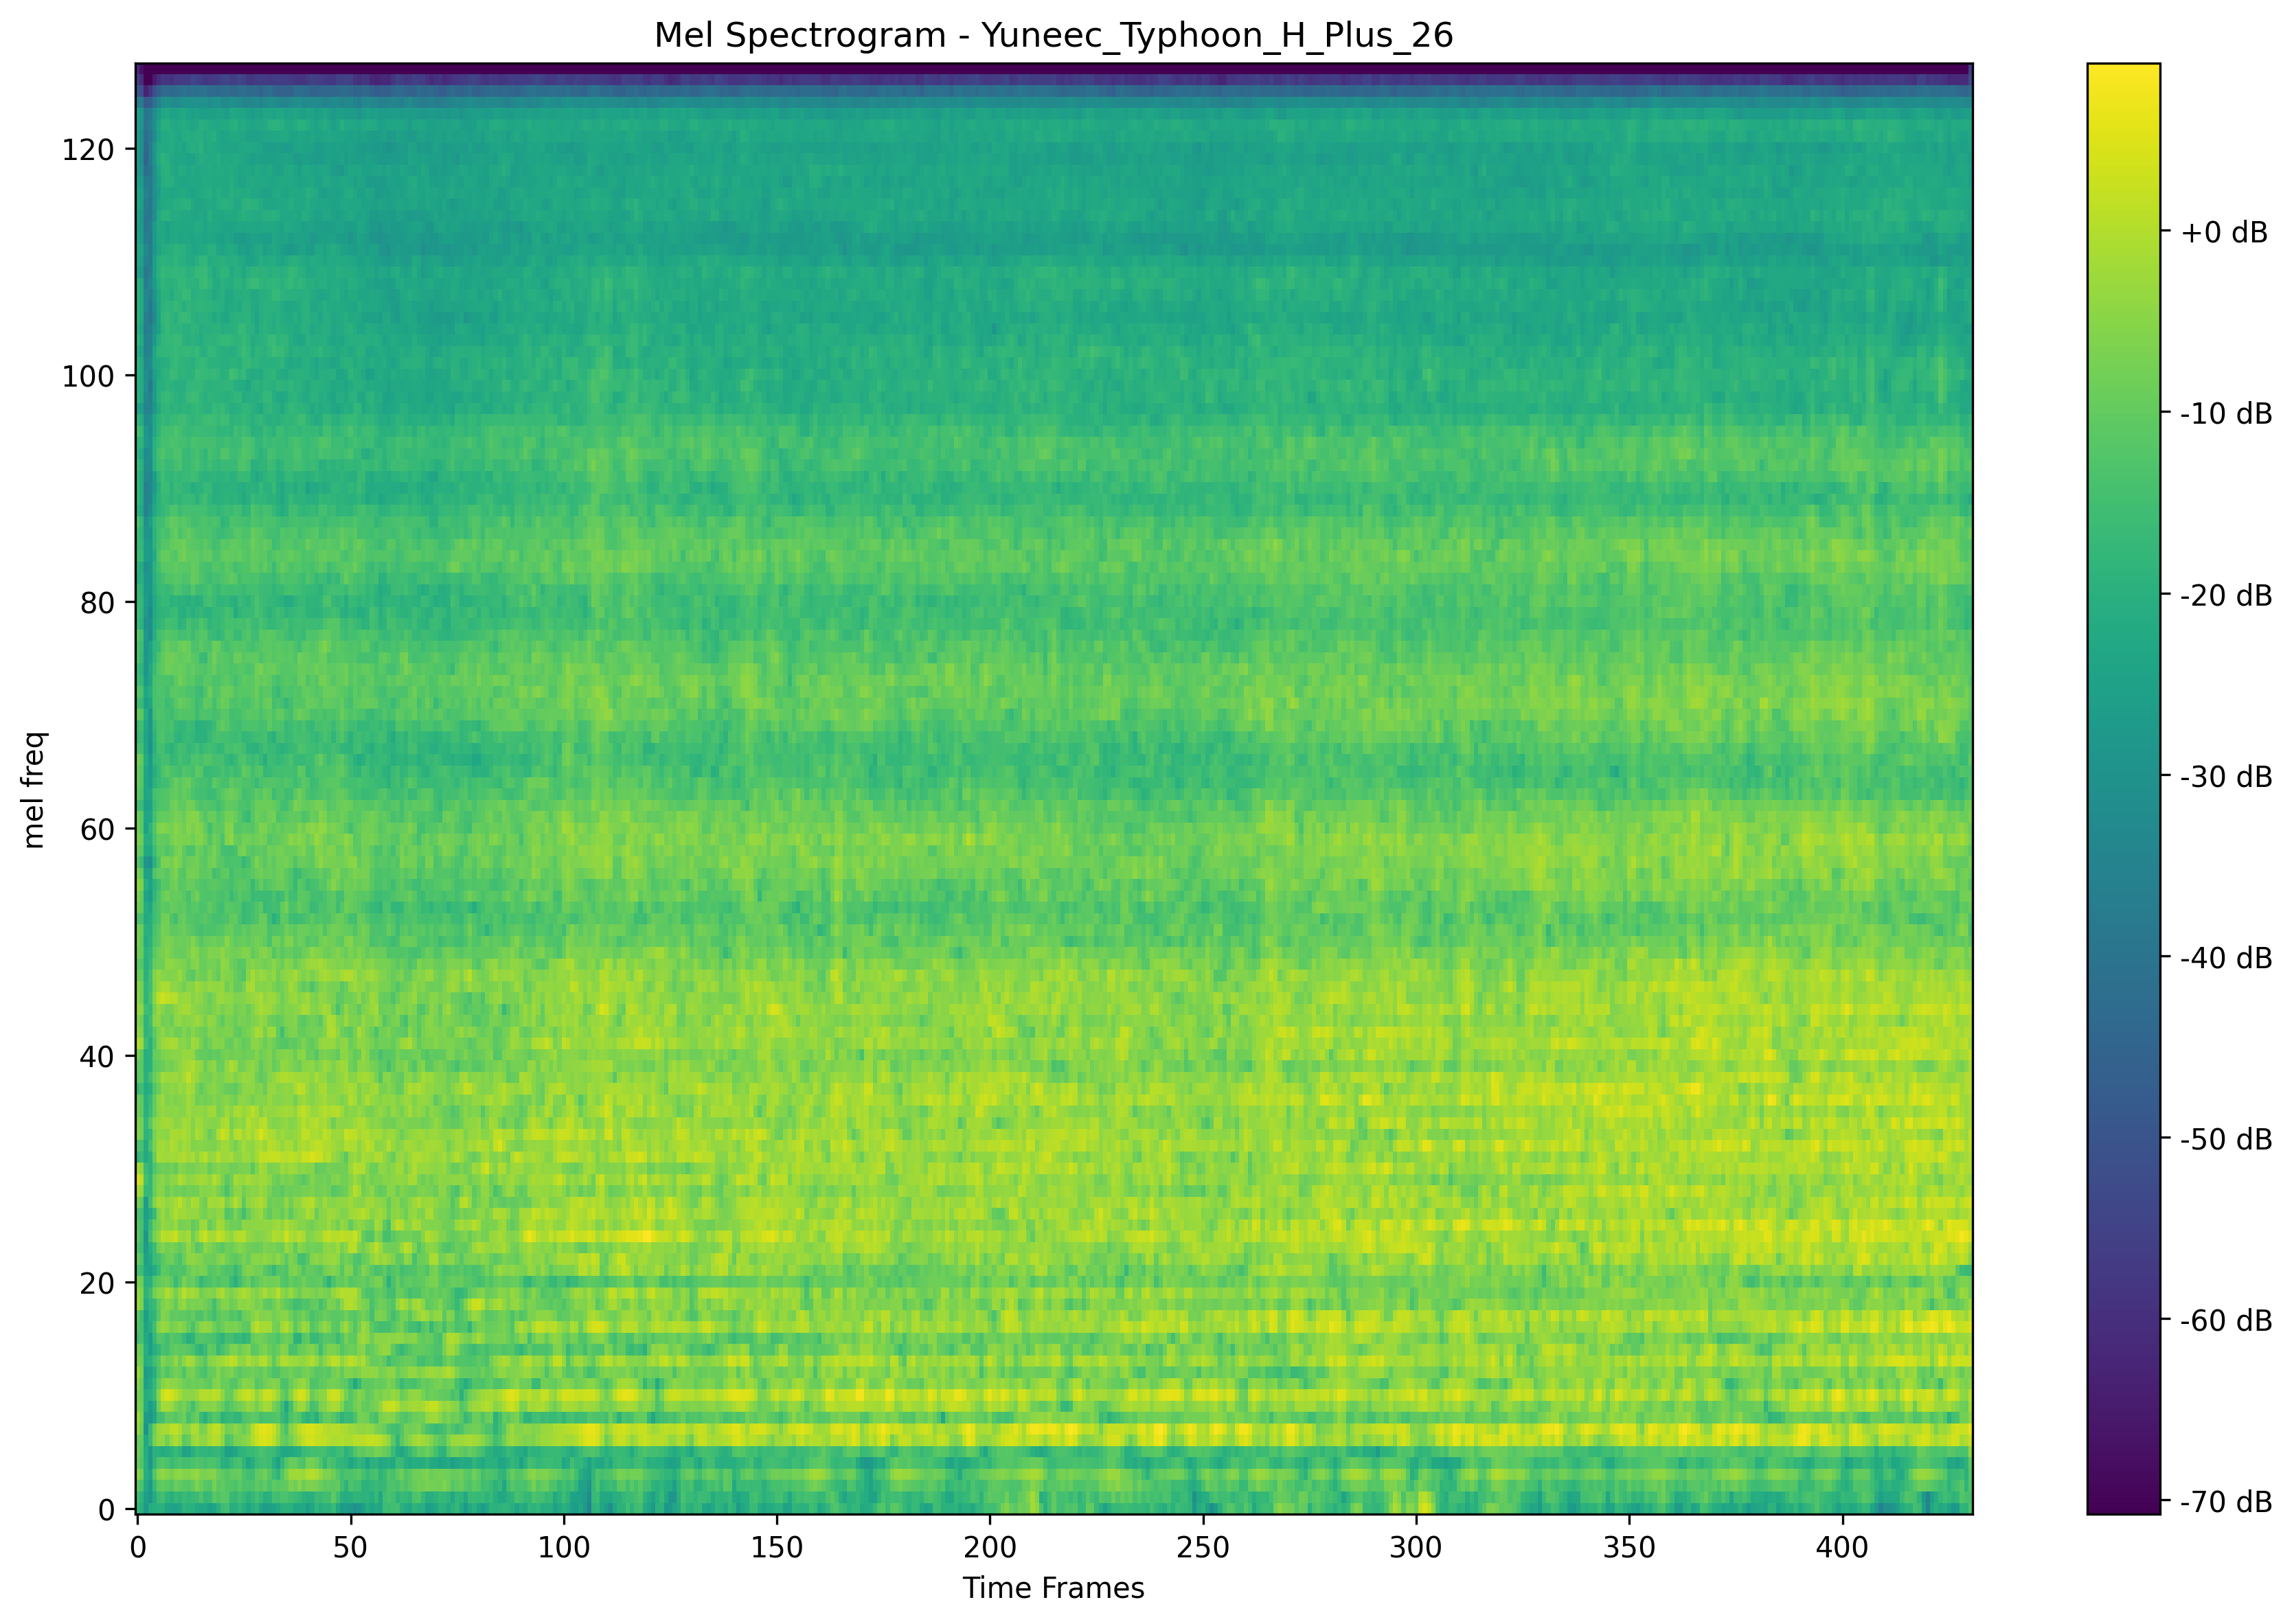 Mel Spectrogram - Yuneec_Typhoon_H_Plus_26
mel freq
120
100
80
60
40
20
0
0 50 100 150 200 250 300 350 400
Time Frames
+0 dB
-10 dB
-20 dB
-30 dB
-40 dB
-50 dB
-60 dB
-70 dB